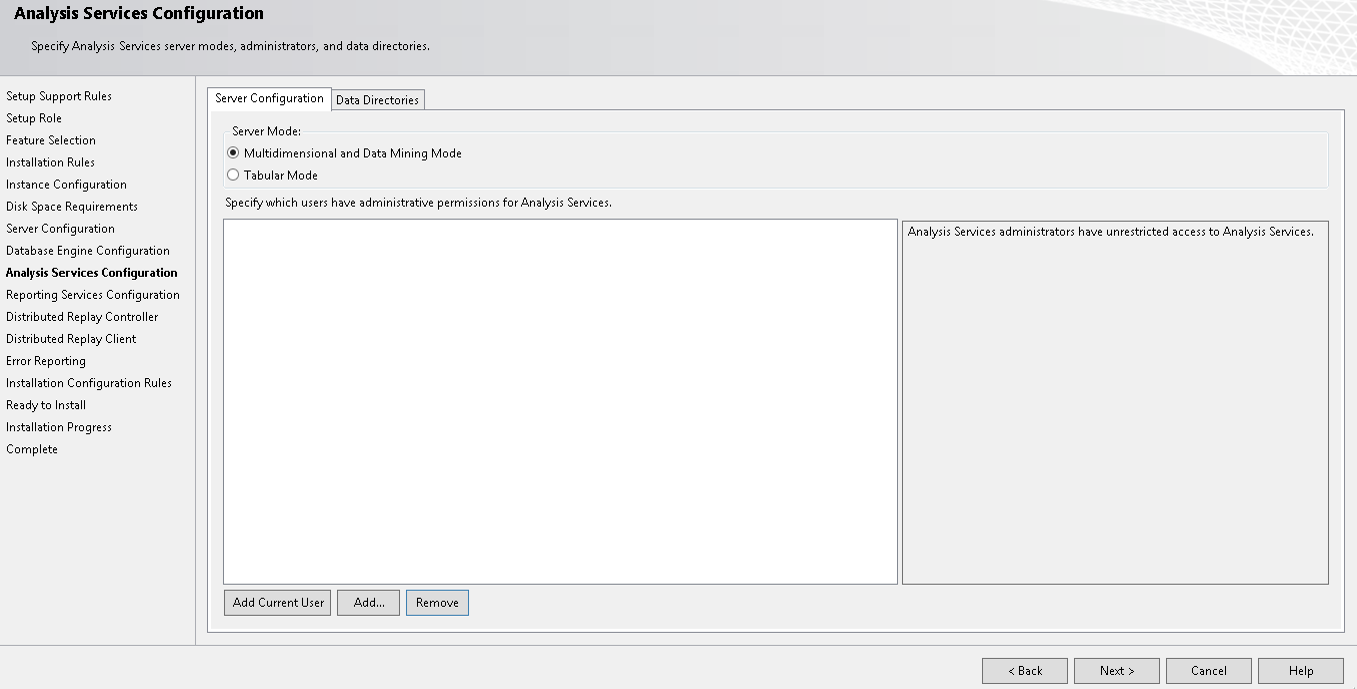 Analysis Services Configuration
Specify Analysis Services server modes, administrators, and data directories.
Setup Support Rules
Setup Role
Feature Selection
Installation Rules
Instance Configuration
Disk Space Requirements
Server Configuration
Database Engine Configuration
Analysis Services Configuration
Reporting Services Configuration
Distributed Replay Controller
Distributed Replay Client
Error Reporting
Installation Configuration Rules
Ready to Install
Installation Progress
Complete
Server Configuration Data Directories
Server Mode:
Multidimensional and Data Mining Mode
Tabular Mode
Specify which users have administrative permissions for Analysis Services.
Analysis Services administrators have unrestricted access to Analysis Services.
Add Current User Add... Remove
< Back Next > Cancel Help